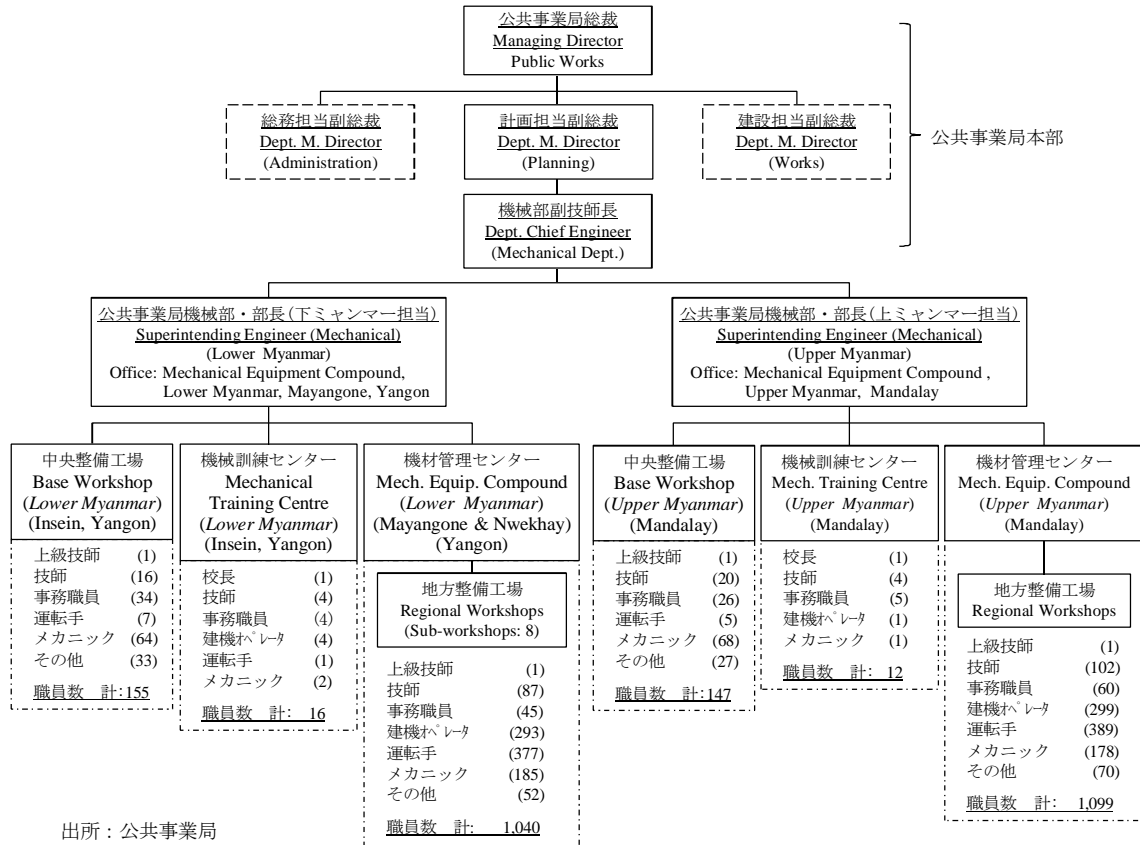 公共事業局総裁
Managing Director
Public Works
総務担当副総裁
Dept. M. Director
(Administration)
計画担当副総裁
Dept. M. Director
(Planning)
建設担当副総裁
Dept. M. Director
(Works)
公共事業局本部
機械部副技師長
Dept. Chief Engineer
(Mechanical Dept.)
公共事業局機械部・部長(下ミャンマー担当)
Superintending Engineer (Mechanical)
(Lower Myanmar)
Office: Mechanical Equipment Compound,
Lower Myanmar, Mayangone, Yangon
公共事業局機械部・部長(上ミャンマー担当)
Superintending Engineer (Mechanical)
(Upper Myanmar)
Office: Mechanical Equipment Compound ,
Upper Myanmar, Mandalay
中央整備工場
Base Workshop
(Lower Myanmar)
(Insein, Yangon)
上級技師 (1)
技師 (16)
事務職員 (34)
運転手 (7)
メカニック (64)
その他 (33)
職員数 計:155
機械訓練センター
Mechanical
Training Centre
(Lower Myanmar)
(Insein, Yangon)
校長 (1)
技師 (4)
事務職員 (4)
建機オペレータ (4)
運転手 (1)
メカニック (2)
職員数 計: 16
機材管理センター
Mech. Equip. Compound
(Lower Myanmar)
(Mayangone & Nwekhay)
(Yangon)
地方整備工場
Regional Workshops
(Sub-workshops: 8)
上級技師 (1)
技師 (87)
事務職員 (45)
建機オペレータ (293)
運転手 (377)
メカニック (185)
その他 (52)
職員数 計: 1,040
中央整備工場
Base Workshop
(Upper Myanmar)
(Mandalay)
上級技師 (1)
技師 (20)
事務職員 (26)
運転手 (5)
メカニック (68)
その他 (27)
職員数 計:147
機械訓練センター
Mech. Training Centre
(Upper Myanmar)
(Mandalay)
校長 (1)
技師 (4)
事務職員 (5)
建機オペレータ (1)
メカニック (1)
職員数 計: 12
機材管理センター
Mech. Equip. Compound
(Upper Myanmar)
(Mandalay)
地方整備工場
Regional Workshops
上級技師 (1)
技師 (102)
事務職員 (60)
建機オペレータ (299)
運転手 (389)
メカニック (178)
その他 (70)
職員数 計: 1,099
出所：公共事業局